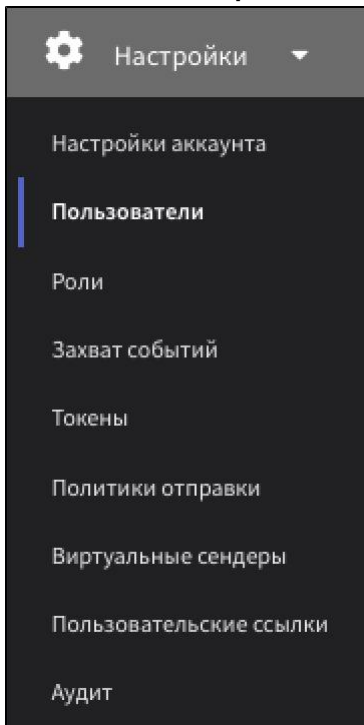 Настройки
Настройки аккаунта
Пользователи
Роли
Захват событий
Токены
Политики отправки
Виртуальные сендеры
Пользовательские ссылки
Аудит